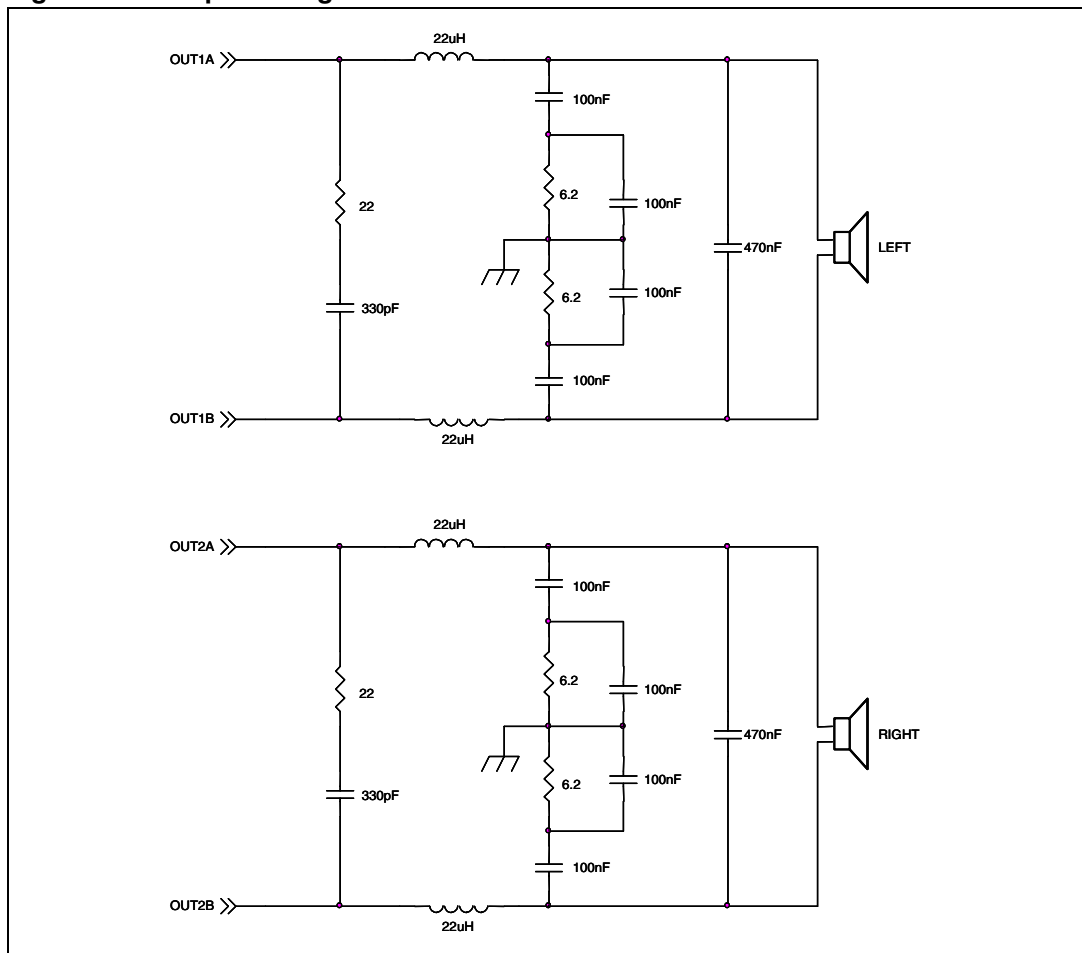 22uH
OUT1A
100nF
6.2
100nF
22
470nF
LEFT
6.2
100nF
330pF
100nF
OUT1B
22uH
22uH
OUT2A
100nF
6.2
100nF
22
470nF
RIGHT
6.2
100nF
330pF
100nF
OUT2B
22uH